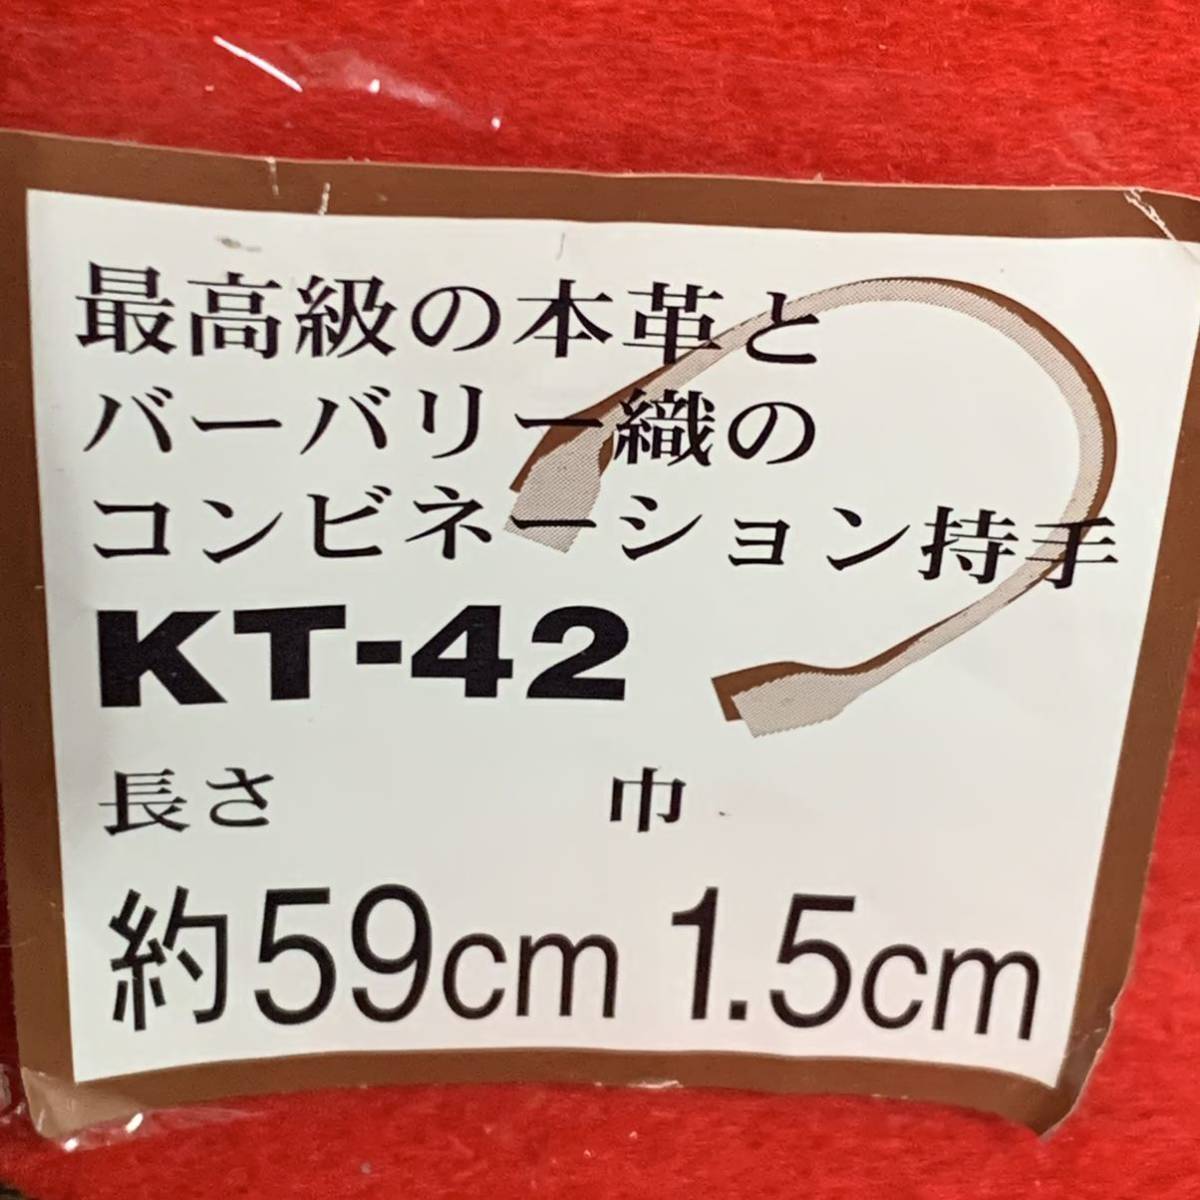 最高級の本革と
バーバリー織の
コンビネーション持手
KT-42
長さ 巾
約59cm 1.5cm